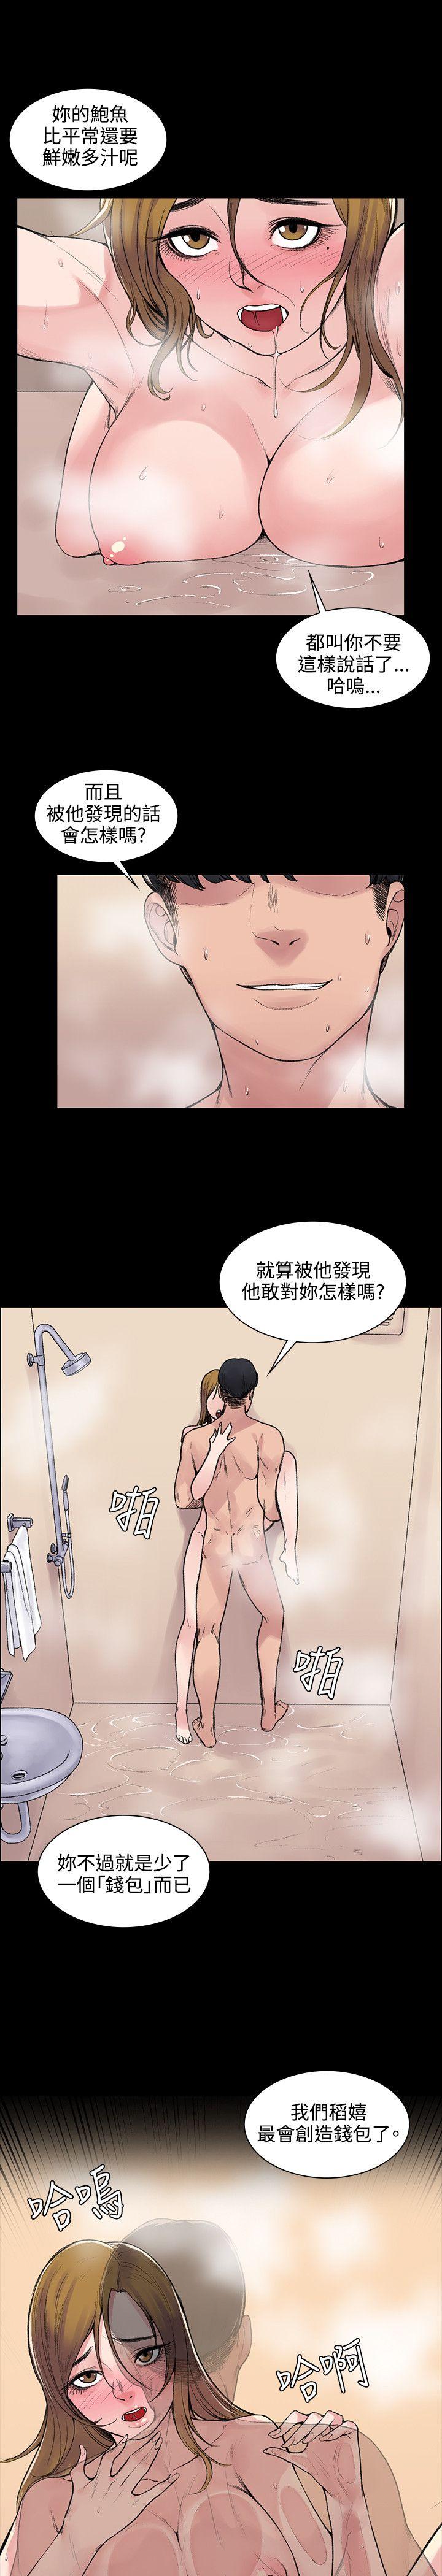 妳的鮑魚
比平常還要
鮮嫩多汁呢
都叫你不要
這樣說話了...
哈嗚...
而且
被他發現的話
會怎樣嗎?
就算被他發現
他敢對妳怎樣嗎?
啪
啪
妳不過就是少了
一個「錢包」而已
我們稻嬉
最會創造錢包了。
哈嗚
哈啊